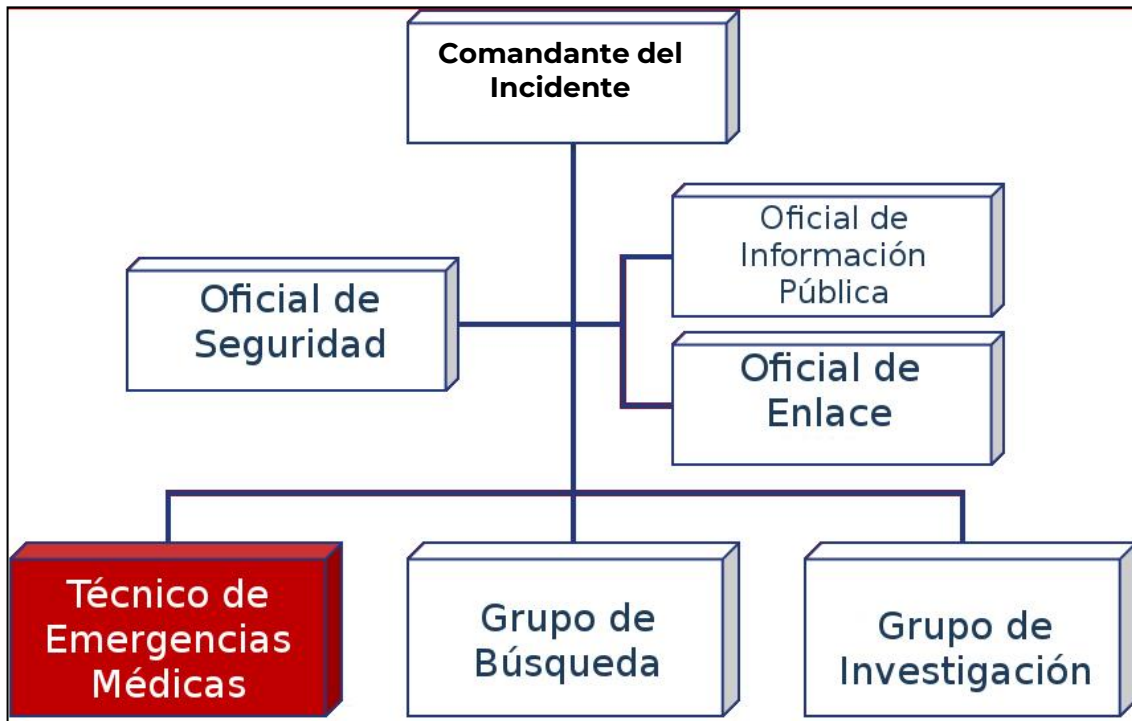 Comandante del
Incidente
Oficial de
Información
Pública
Oficial de
Seguridad
Oficial de
Enlace
Técnico de
Emergencias
Médicas
Grupo de
Búsqueda
Grupo de
Investigación